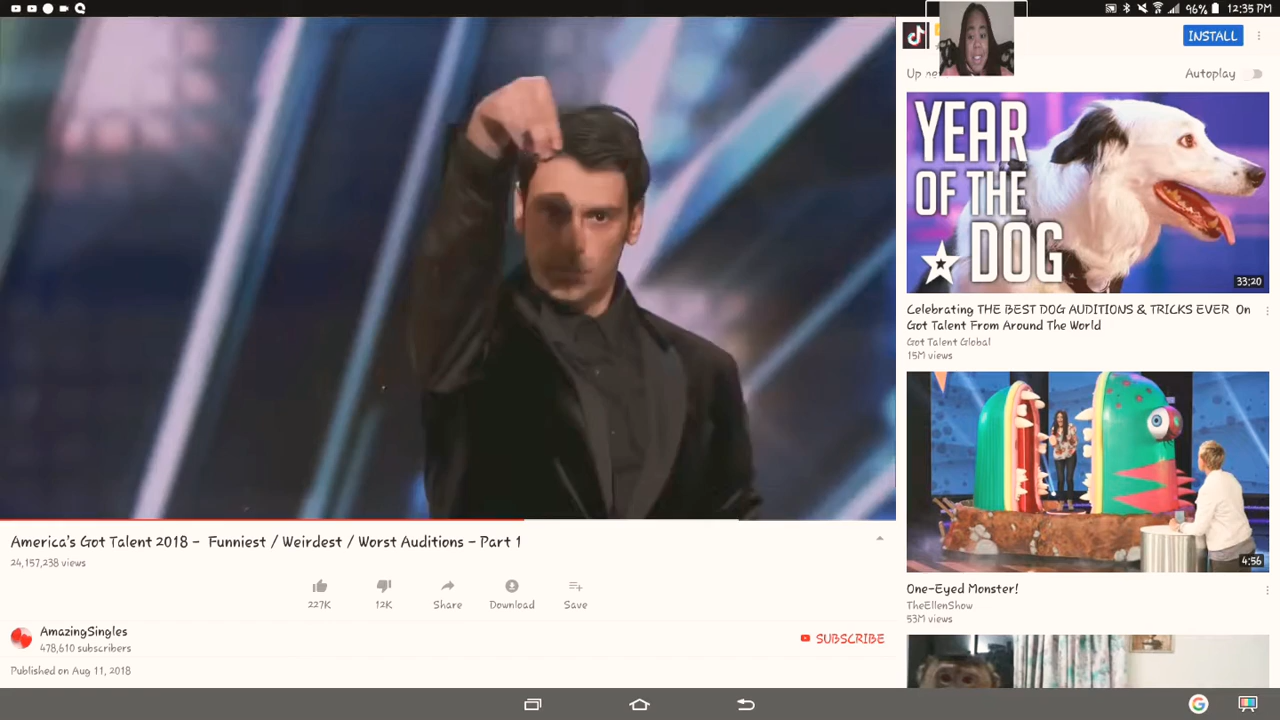 96% 12:35 PM
INSTALL
Up ne
Autoplay
YEAR
OF THE
DOG
33:20
Celebrating THE BEST DOG AUDITIONS & TRICKS EVER On
Got Talent From Around The World
Got Talent Global
15M views
4:56
One-Eyed Monster!
TheEllenShow
53M views
America's Got Talent 2018 - Funniest / Weirdest / Worst Auditions - Part 1
24,157,238 views
227K
12K
Share
Download
Save
AmazingSingles
478,610 subscribers
SUBSCRIBE
Published on Aug 11, 2018